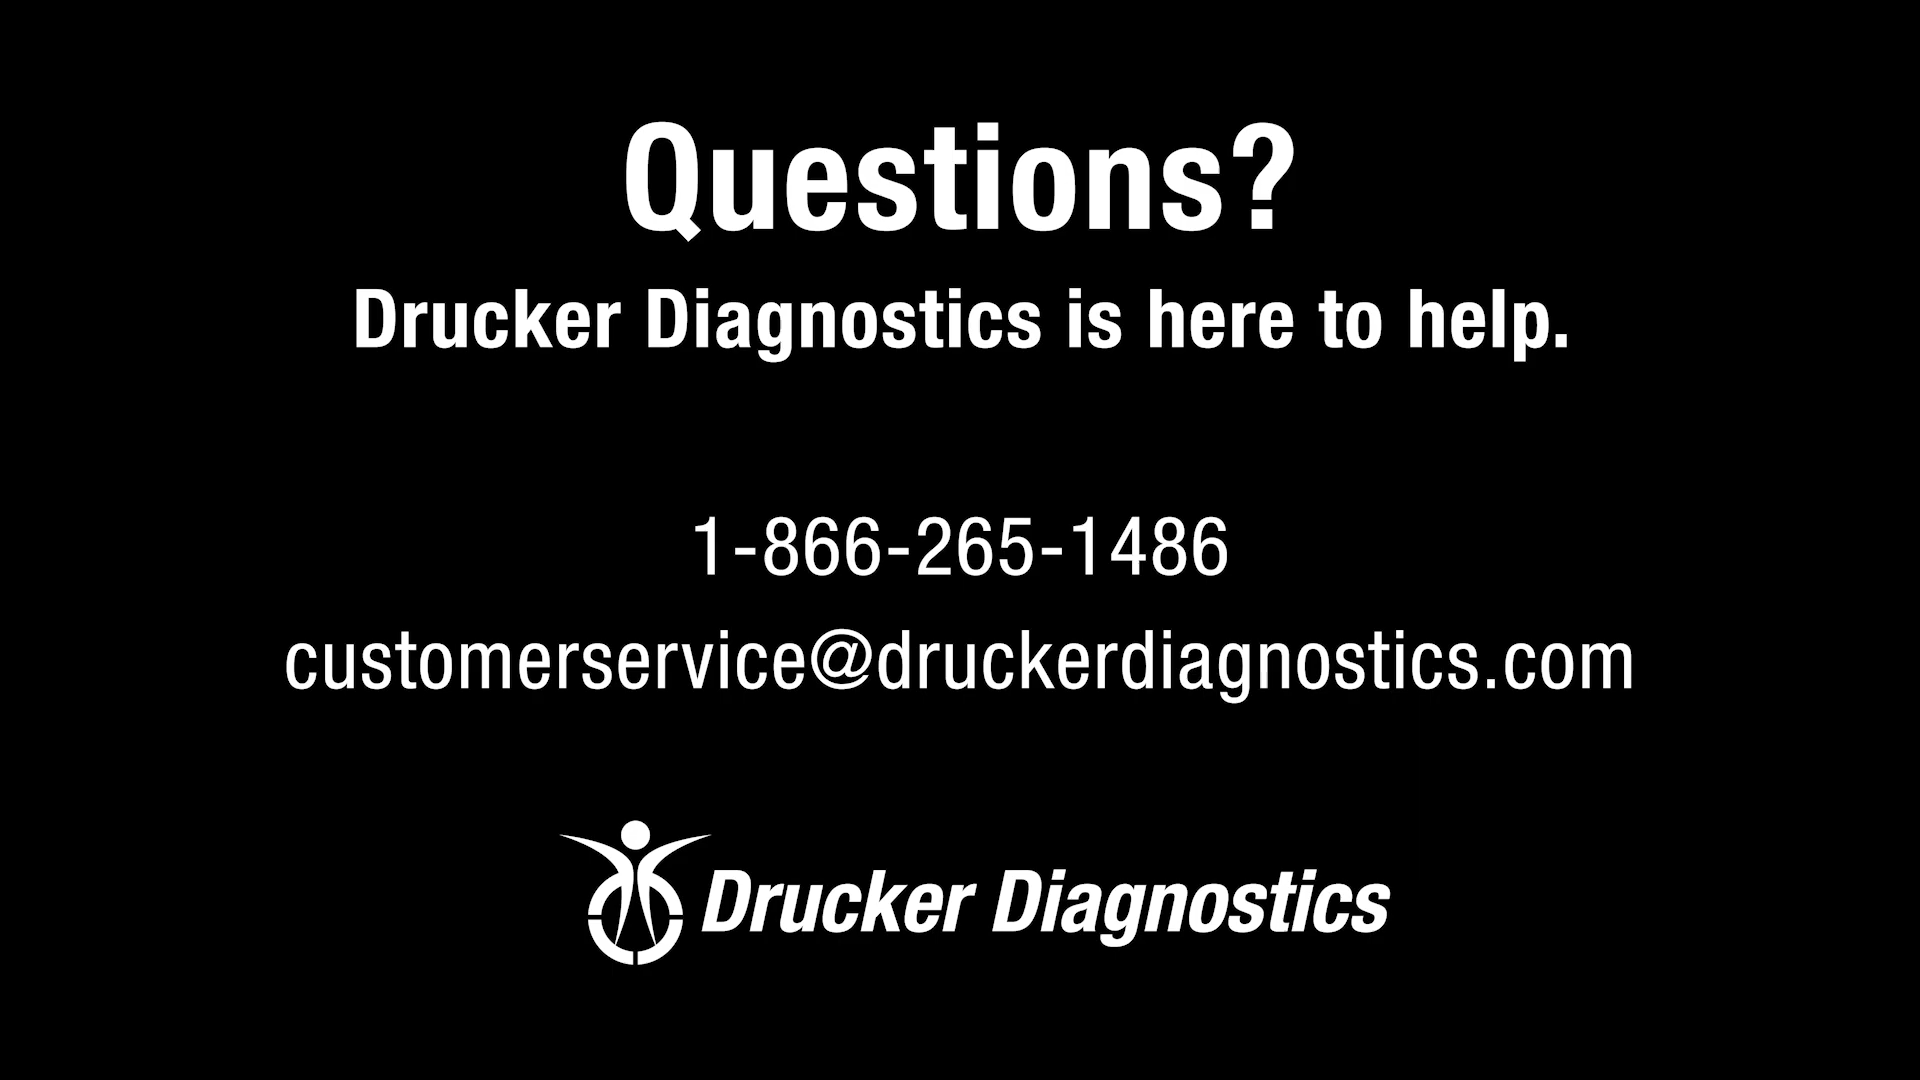 Questions?
Drucker Diagnostics is here to help.
1-866-265-1486
customerservice@druckerdiagnostics.com
Drucker Diagnostics